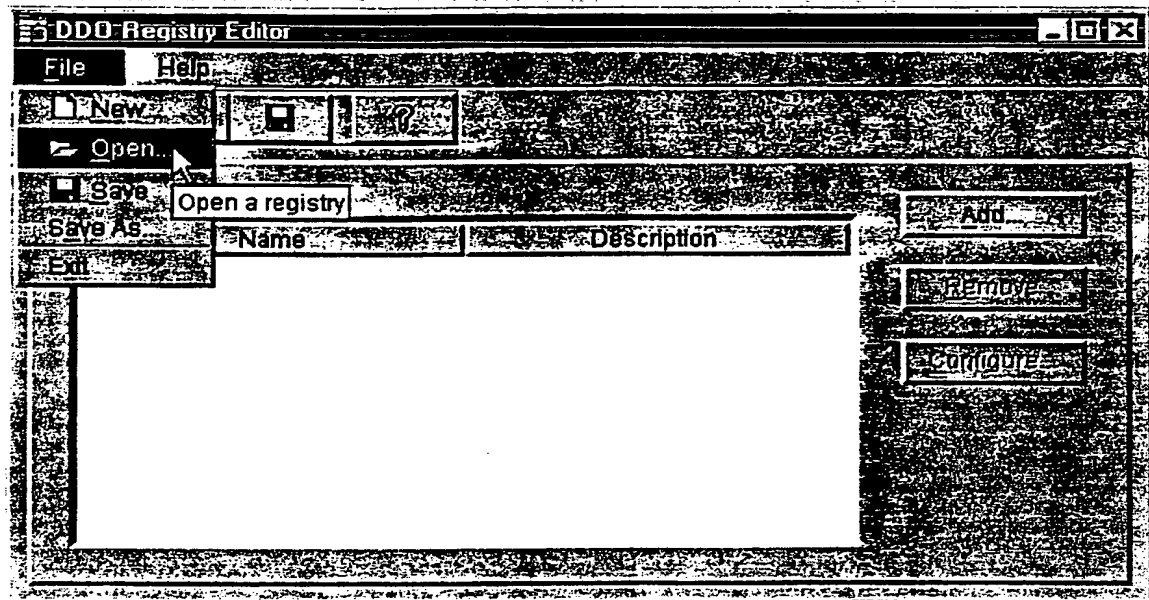 DDO Registry Editor
File Help
New
Open...
Save
Open a registry
Save As...
Exit
Name Description
Add...
Remove
Configure...